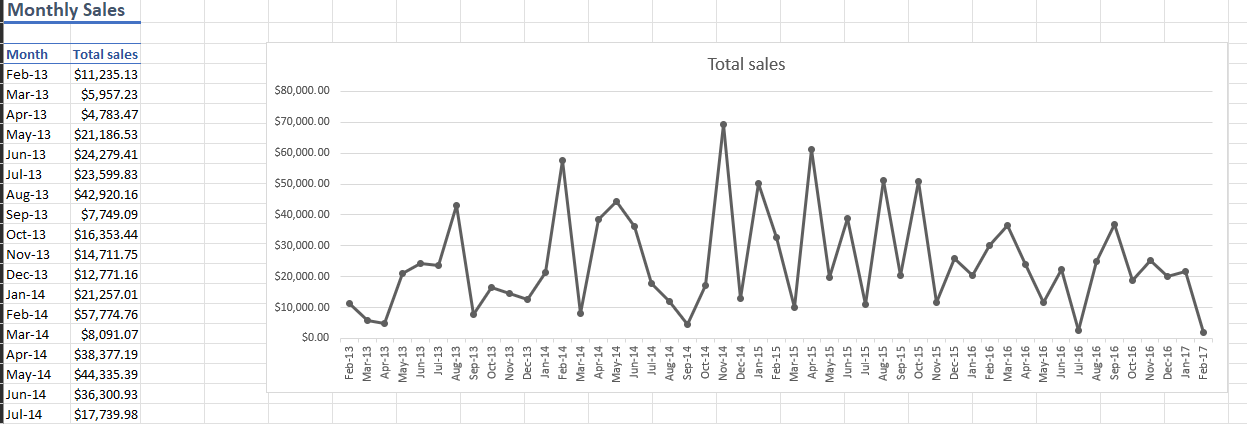 Monthly Sales
Month Total sales
Feb-13 $11,235.13
Mar-13 $5,957.23
Apr-13 $4,783.47
May-13 $21,186.53
Jun-13 $24,279.41
Jul-13 $23,599.83
Aug-13 $42,920.16
Sep-13 $7,749.09
Oct-13 $16,353.44
Nov-13 $14,711.75
Dec-13 $12,771.16
Jan-14 $21,257.01
Feb-14 $57,774.76
Mar-14 $8,091.07
Apr-14 $38,377.19
May-14 $44,335.39
Jun-14 $36,300.93
Jul-14 $17,739.98
Total sales
$80,000.00
$70,000.00
$60,000.00
$50,000.00
$40,000.00
$30,000.00
$20,000.00
$10,000.00
$0.00
Feb-13
Mar-13
Apr-13
May-13
Jun-13
Jul-13
Aug-13
Sep-13
Oct-13
Nov-13
Dec-13
Jan-14
Feb-14
Mar-14
Apr-14
May-14
Jun-14
Jul-14
Aug-14
Sep-14
Oct-14
Nov-14
Dec-14
Jan-15
Feb-15
Mar-15
Apr-15
May-15
Jun-15
Jul-15
Aug-15
Sep-15
Oct-15
Nov-15
Dec-15
Jan-16
Feb-16
Mar-16
Apr-16
May-16
Jun-16
Jul-16
Aug-16
Sep-16
Oct-16
Nov-16
Dec-16
Jan-17
Feb-17